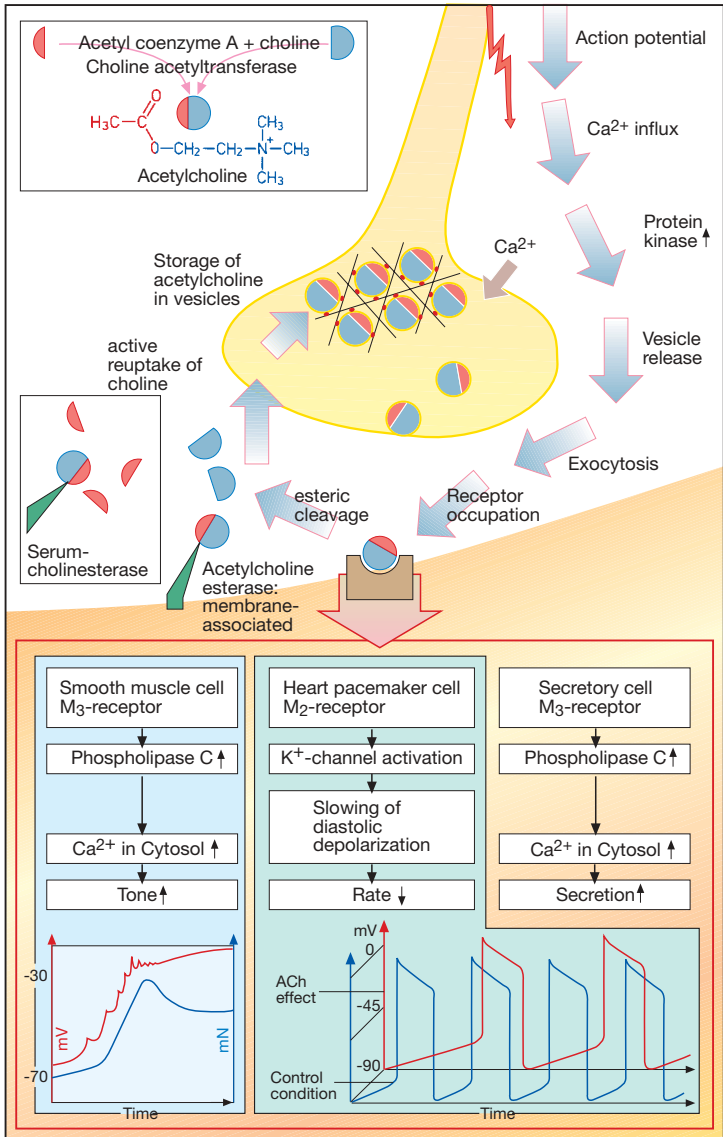 Acetyl coenzyme A + choline
Choline acetyltransferase
O
H₃C—C
O—CH₂—CH₂—N⁺—CH₃
CH₃
CH₃
Acetylcholine
Action potential
Ca²⁺ influx
Protein
kinase ↑
Ca²⁺
Storage of
acetylcholine
in vesicles
Vesicle
release
active
reuptake of
choline
Exocytosis
esteric
cleavage
Receptor
occupation
Serum-
cholinesterase
Acetylcholine
esterase:
membrane-
associated
Smooth muscle cell
M₃-receptor
Phospholipase C ↑
Ca²⁺ in Cytosol ↑
Tone ↑
Heart pacemaker cell
M₂-receptor
K⁺-channel activation
Slowing of
diastolic
depolarization
Rate ↓
Secretory cell
M₃-receptor
Phospholipase C ↑
Ca²⁺ in Cytosol ↑
Secretion ↑
-30
-70
mV
mN
Time
mV
0
ACh
effect
-45
-90
Control
condition
Time